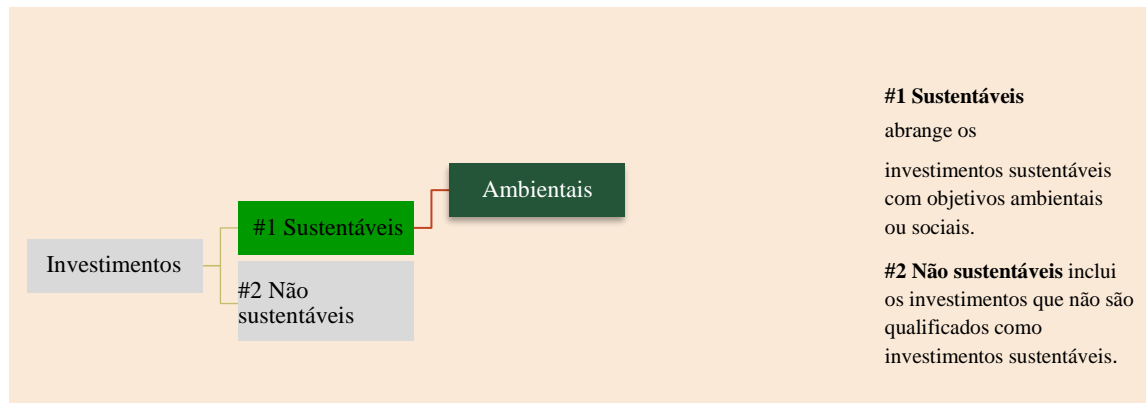 Investimentos
#1 Sustentáveis
#2 Não
sustentáveis
Ambientais
#1 Sustentáveis
abrange os
investimentos sustentáveis
com objetivos ambientais
ou sociais.
#2 Não sustentáveis inclui
os investimentos que não são
qualificados como
investimentos sustentáveis.